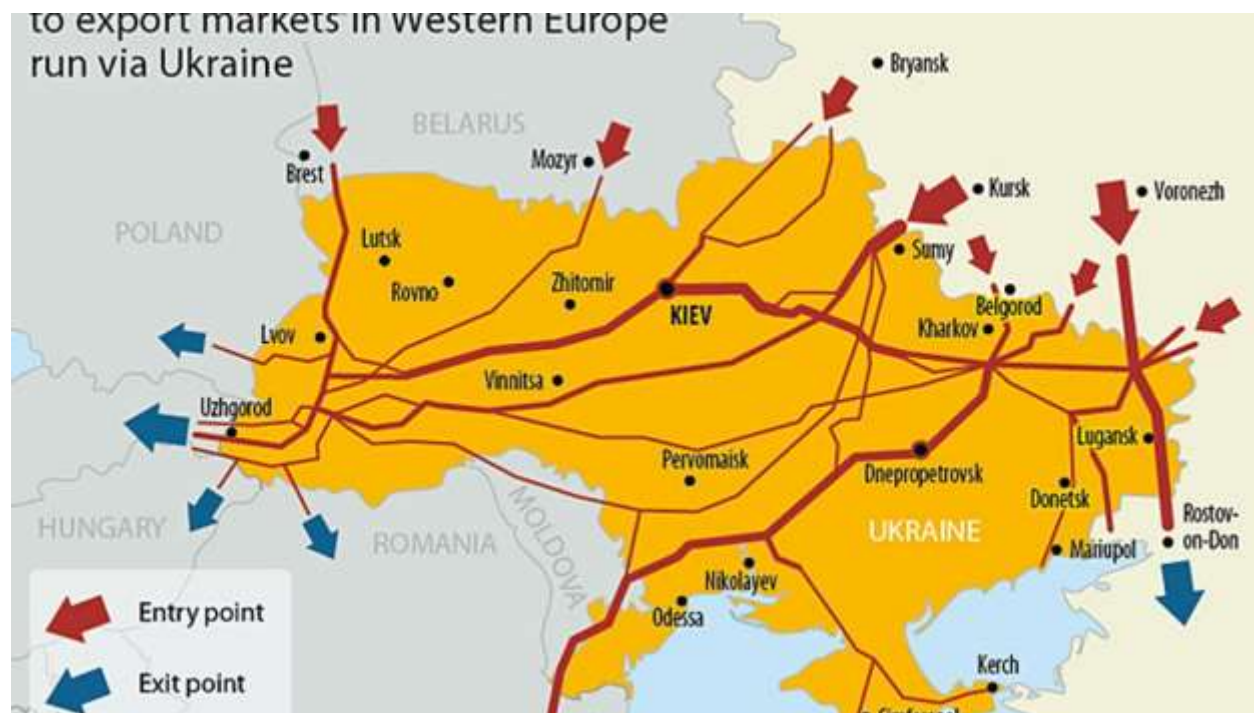 to export markets in Western Europe
run via Ukraine
Bryansk
BELARUS
Mozyr
Brest
Kursk
Voronezh
POLAND
Lutsk
Sumy
Rovno
Zhitomir
KIEV
Belgorod
Kharkov
Lvov
Vinnitsa
Uzhgorod
Lugansk
Pervomaisk
Dnepropetrovsk
Donetsk
HUNGARY
ROMANIA
MOLDOVA
UKRAINE
Rostov-
on-Don
Mariupol
Nikolayev
Odessa
Entry point
Kerch
Exit point